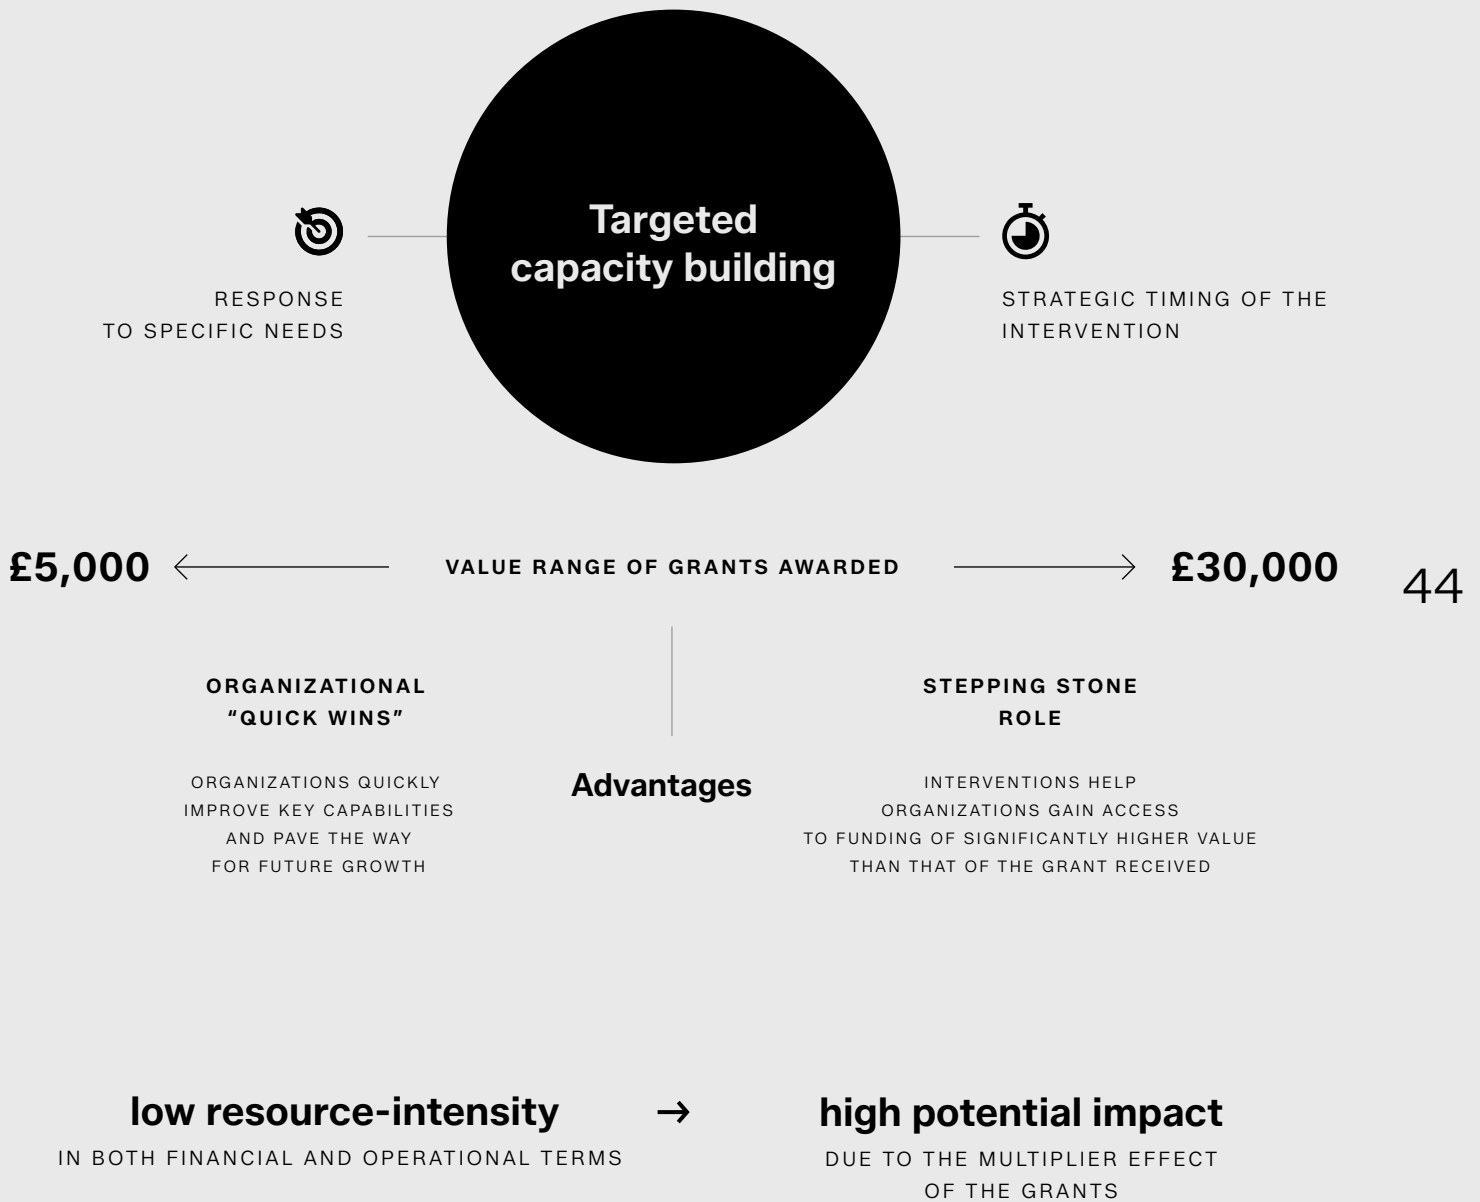 Targeted
capacity building
RESPONSE
TO SPECIFIC NEEDS
STRATEGIC TIMING OF THE
INTERVENTION
£5,000
VALUE RANGE OF GRANTS AWARDED
£30,000
44
ORGANIZATIONAL
“QUICK WINS”
ORGANIZATIONS QUICKLY
IMPROVE KEY CAPABILITIES
AND PAVE THE WAY
FOR FUTURE GROWTH
Advantages
STEPPING STONE
ROLE
INTERVENTIONS HELP
ORGANIZATIONS GAIN ACCESS
TO FUNDING OF SIGNIFICANTLY HIGHER VALUE
THAN THAT OF THE GRANT RECEIVED
low resource-intensity
IN BOTH FINANCIAL AND OPERATIONAL TERMS
high potential impact
DUE TO THE MULTIPLIER EFFECT
OF THE GRANTS